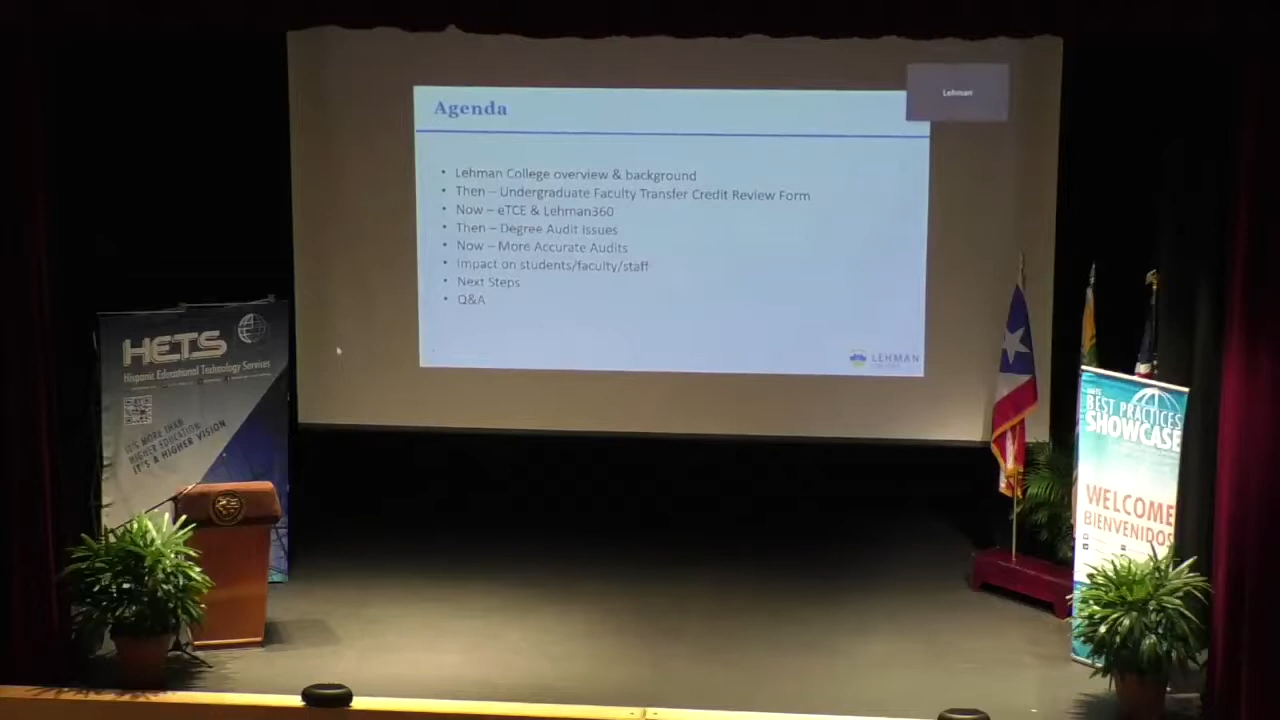 Agenda
Lehman
• Lehman College overview & background
• Then – Undergraduate Faculty Transfer Credit Review Form
• Now – eTCE & Lehman360
• Then – Degree Audit Issues
• Now – More Accurate Audits
• Impact on students/faculty/staff
• Next Steps
• Q&A
LEHMAN
HETS
Hispanic Educational Technology Services
IT'S MORE THAN
HIGHER EDUCATION:
IT'S A HIGHER VISION
BEST PRACTICES
SHOWCASE
WELCOME
BIENVENIDOS